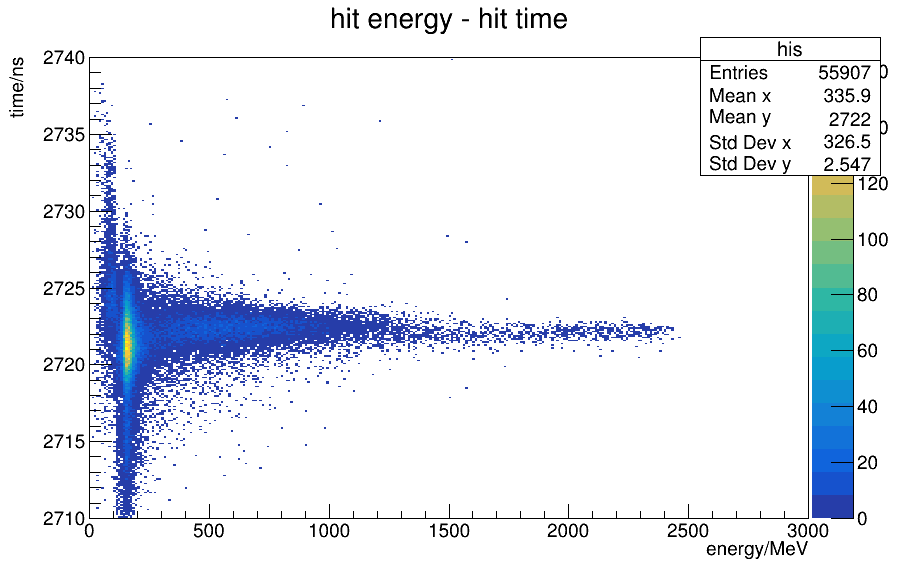 hit energy - hit time
time/ns
2740
2735
2730
2725
2720
2715
2710
0 500 1000 1500 2000 2500 3000
energy/MeV
his
Entries 55907
Mean x 335.9
Mean y 2722
Std Dev x 326.5
Std Dev y 2.547
0
0
120
100
80
60
40
20
0